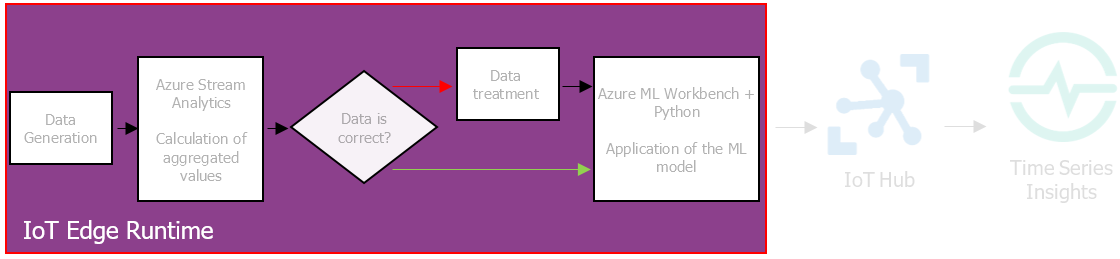 Data
Generation
Azure Stream
Analytics
Calculation of
aggregated
values
Data is
correct?
Data
treatment
Azure ML Workbench +
Python
Application of the ML
model
IoT Hub
Time Series
Insights
IoT Edge Runtime